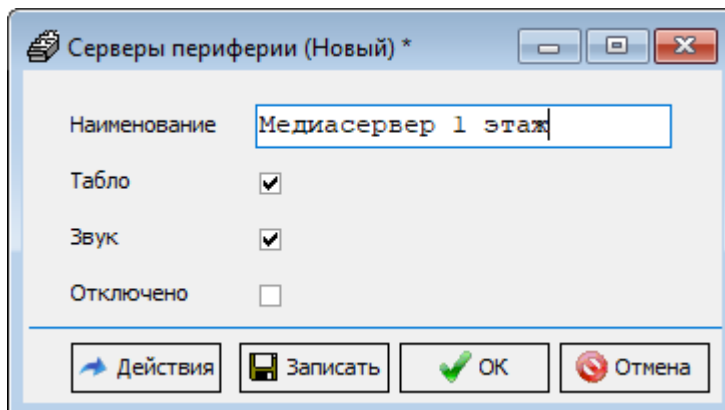 Серверы периферии (Новый) *
Наименование Медиасервер 1 этаж
Табло
Звук
Отключено
Действия Записать ОК Отмена